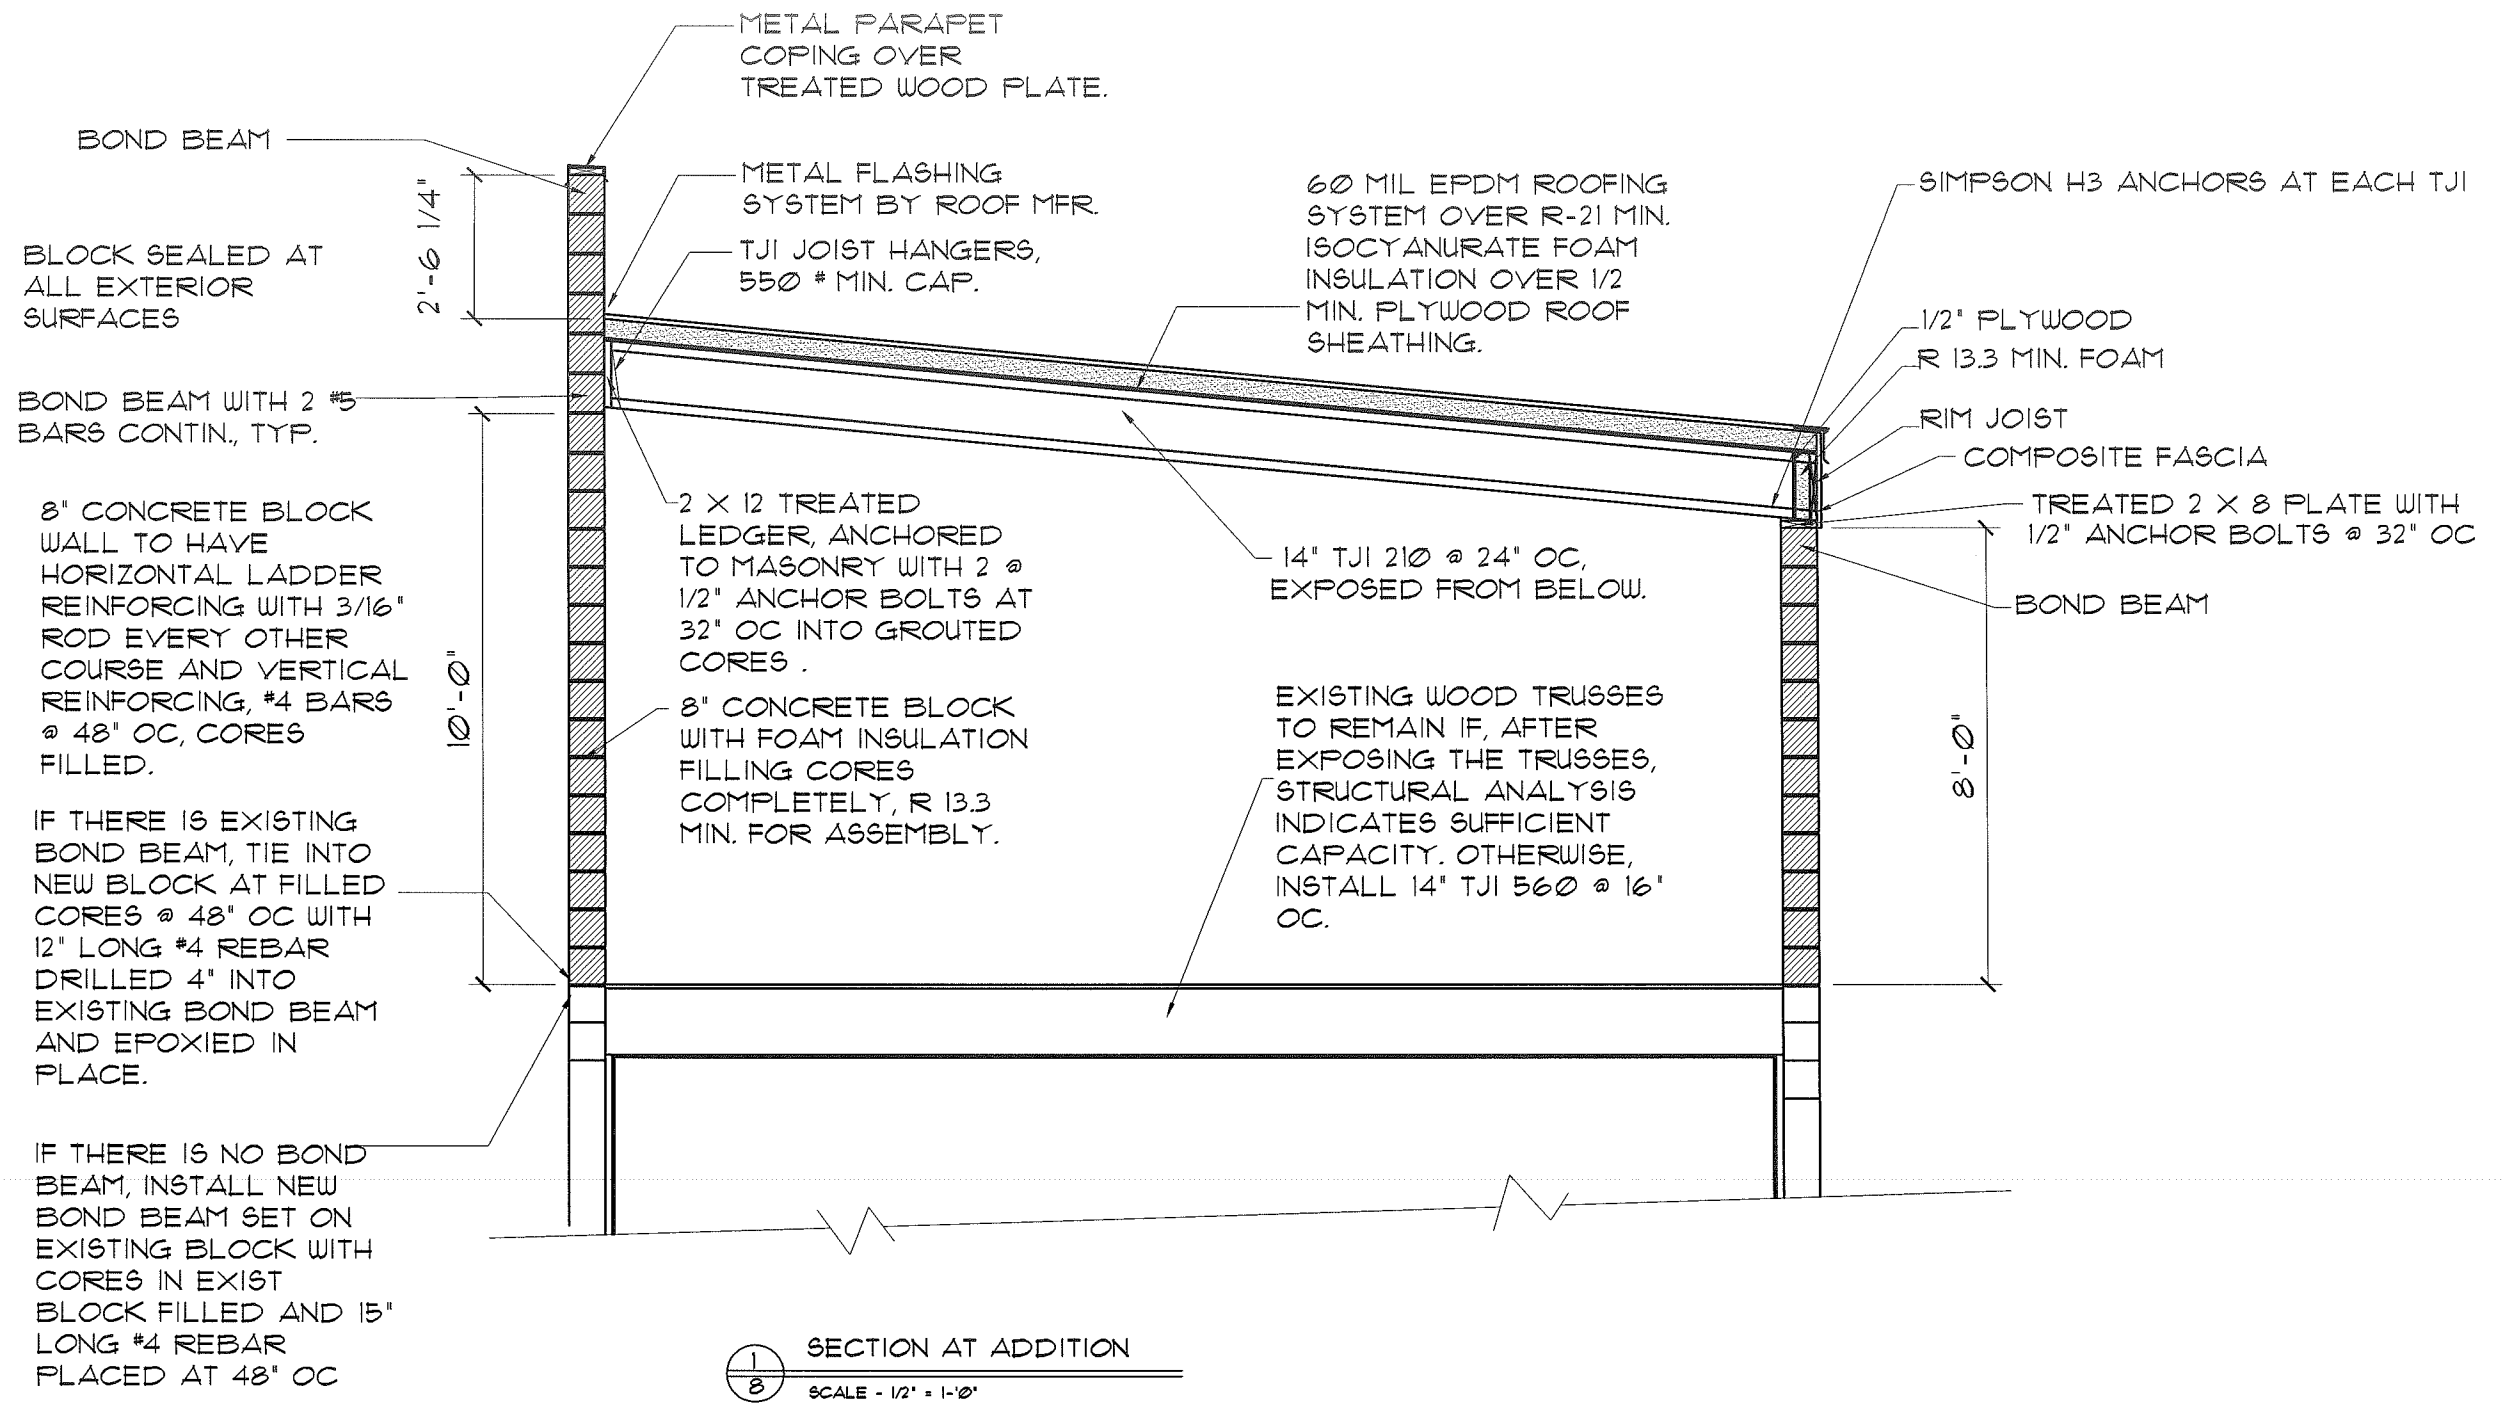 METAL PARAPET
COPING OVER
TREATED WOOD PLATE.
BOND BEAM
2'-6 1/4"
METAL FLASHING
SYSTEM BY ROOF MFR.
TJI JOIST HANGERS,
550 # MIN. CAP.
60 MIL EPDM ROOFING
SYSTEM OVER R-21 MIN.
ISOCYANURATE FOAM
INSULATION OVER 1/2
MIN. PLYWOOD ROOF
SHEATHING.
SIMPSON H3 ANCHORS AT EACH TJI
BLOCK SEALED AT
ALL EXTERIOR
SURFACES
1/2" PLYWOOD
R 13.3 MIN. FOAM
RIM JOIST
COMPOSITE FASCIA
TREATED 2 X 8 PLATE WITH
1/2" ANCHOR BOLTS @ 32" OC
BOND BEAM
BOND BEAM WITH 2 #5
BARS CONTIN., TYP.
8" CONCRETE BLOCK
WALL TO HAVE
HORIZONTAL LADDER
REINFORCING WITH 3/16"
ROD EVERY OTHER
COURSE AND VERTICAL
REINFORCING, #4 BARS
@ 48" OC, CORES
FILLED.
10'-0"
2 X 12 TREATED
LEDGER, ANCHORED
TO MASONRY WITH 2 @
1/2" ANCHOR BOLTS AT
32" OC INTO GROUTED
CORES .
14" TJI 210 @ 24" OC,
EXPOSED FROM BELOW.
8" CONCRETE BLOCK
WITH FOAM INSULATION
FILLING CORES
COMPLETELY, R 13.3
MIN. FOR ASSEMBLY.
EXISTING WOOD TRUSSES
TO REMAIN IF, AFTER
EXPOSING THE TRUSSES,
STRUCTURAL ANALYSIS
INDICATES SUFFICIENT
CAPACITY. OTHERWISE,
INSTALL 14" TJI 560 @ 16"
OC.
8'-0"
IF THERE IS EXISTING
BOND BEAM, TIE INTO
NEW BLOCK AT FILLED
CORES @ 48" OC WITH
12" LONG #4 REBAR
DRILLED 4" INTO
EXISTING BOND BEAM
AND EPOXIED IN
PLACE.
IF THERE IS NO BOND
BEAM, INSTALL NEW
BOND BEAM SET ON
EXISTING BLOCK WITH
CORES IN EXIST
BLOCK FILLED AND 15"
LONG #4 REBAR
PLACED AT 48" OC
1
8
SECTION AT ADDITION
SCALE - 1/2" = 1-'0"